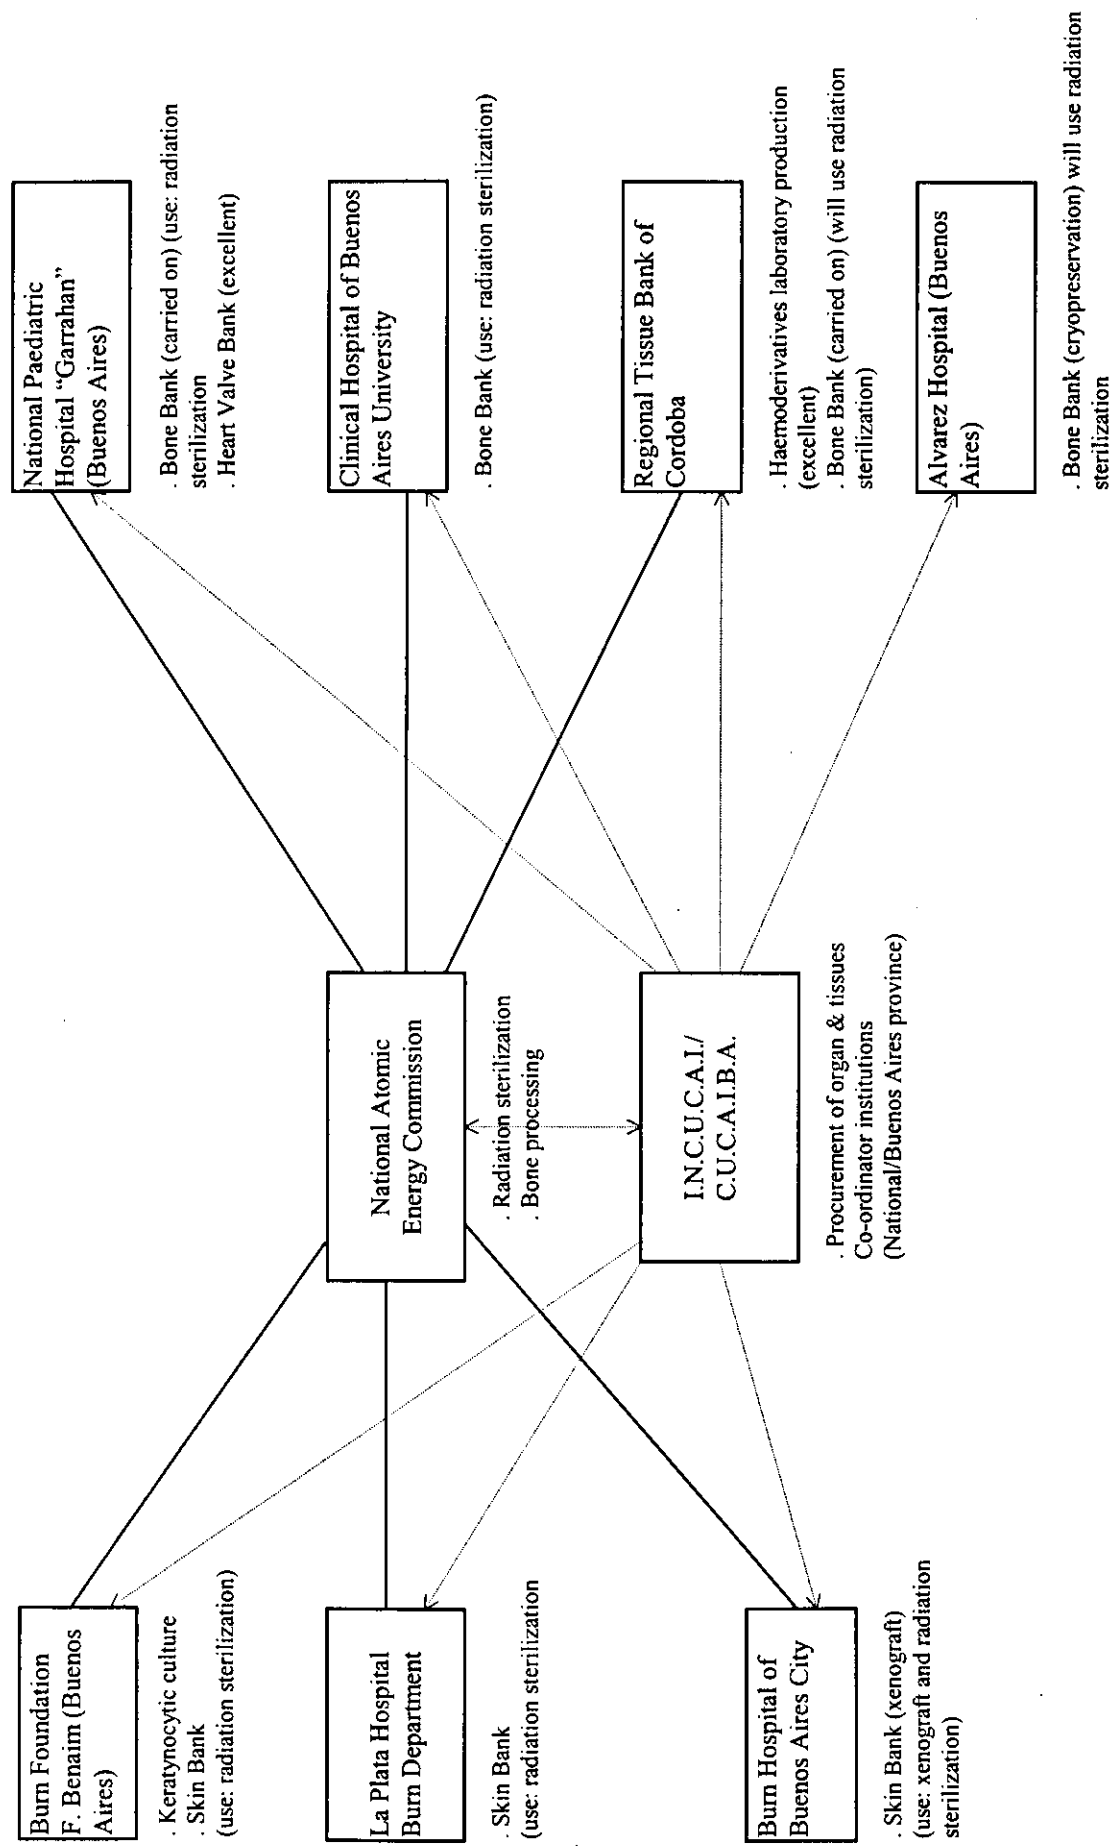 Burn Foundation
F. Benaim (Buenos
Aires)
. Keratynocytic culture
. Skin Bank
(use: radiation sterilization)
La Plata Hospital
Burn Department
. Skin Bank
(use: radiation sterilization)
Burn Hospital of
Buenos Aires City
. Skin Bank (xenograft)
(use: xenograft and radiation
sterilization)
National Atomic
Energy Commission
. Radiation sterilization
. Bone processing
I.N.C.U.C.A.I./
C.U.C.A.I.B.A.
. Procurement of organ & tissues
Co-ordinator institutions
(National/Buenos Aires province)
National Paediatric
Hospital “Garrahan”
(Buenos Aires)
. Bone Bank (carried on) (use: radiation
sterilization
. Heart Valve Bank (excellent)
Clinical Hospital of Buenos
Aires University
. Bone Bank (use: radiation sterilization)
Regional Tissue Bank of
Cordoba
. Haemoderivatives laboratory production
(excellent)
. Bone Bank (carried on) (will use radiation
sterilization)
Alvarez Hospital (Buenos
Aires)
. Bone Bank (cryopreservation) will use radiation
sterilization